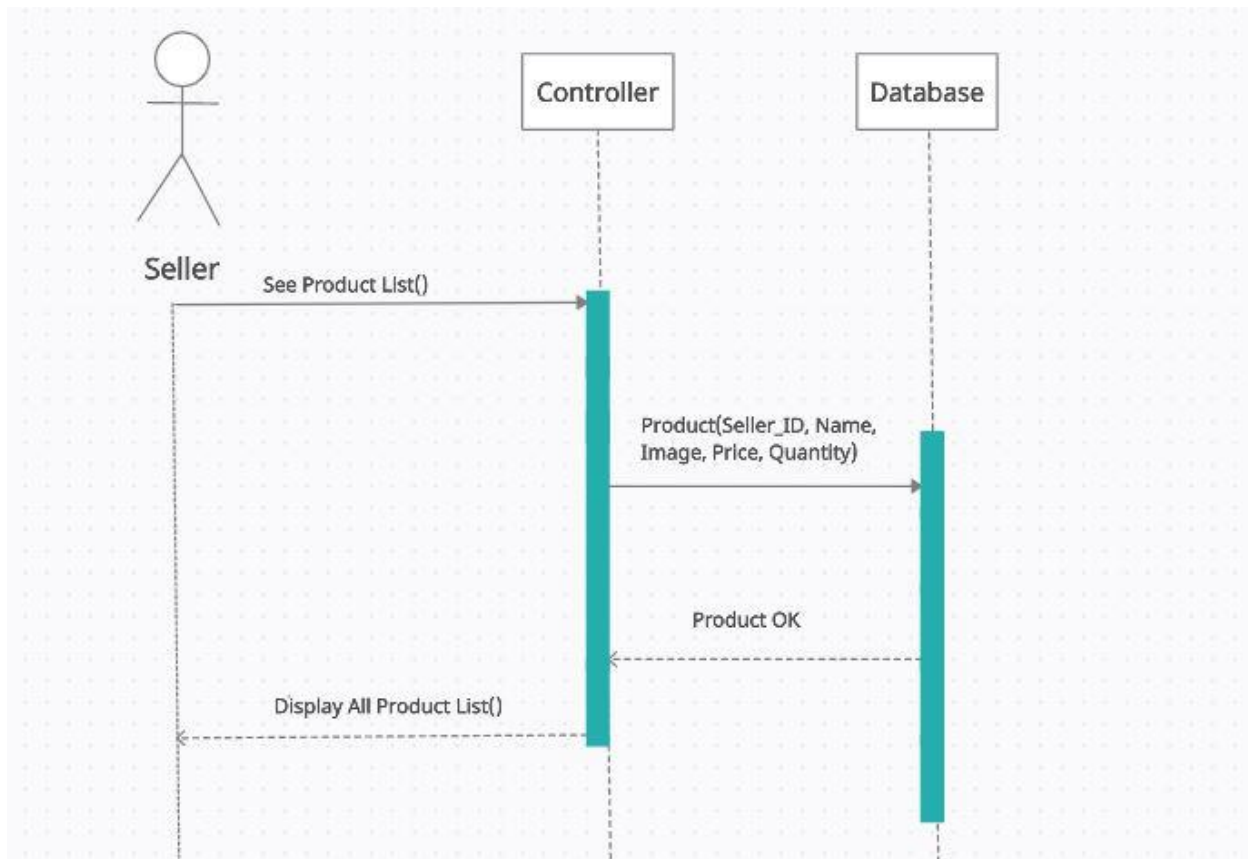 Controller
Database
Seller
See Product List()
Product(Seller_ID, Name,
Image, Price, Quantity)
Product OK
Display All Product List()